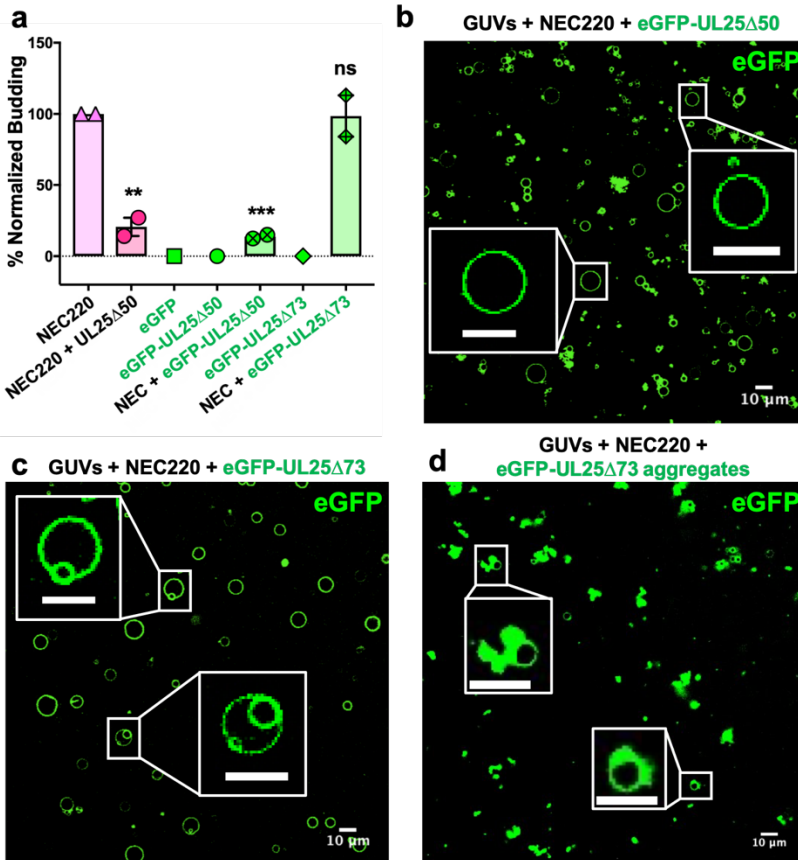 a
% Normalized Budding
150
100
50
0
**
***
ns
NEC220
NEC220 + UL25Δ50
eGFP
eGFP-UL25Δ50
NEC + eGFP-UL25Δ50
eGFP-UL25Δ73
NEC + eGFP-UL25Δ73
b
GUVs + NEC220 + eGFP-UL25Δ50
eGFP
10 μm
c
GUVs + NEC220 + eGFP-UL25Δ73
eGFP
10 μm
d
GUVs + NEC220 +
eGFP-UL25Δ73 aggregates
eGFP
10 μm